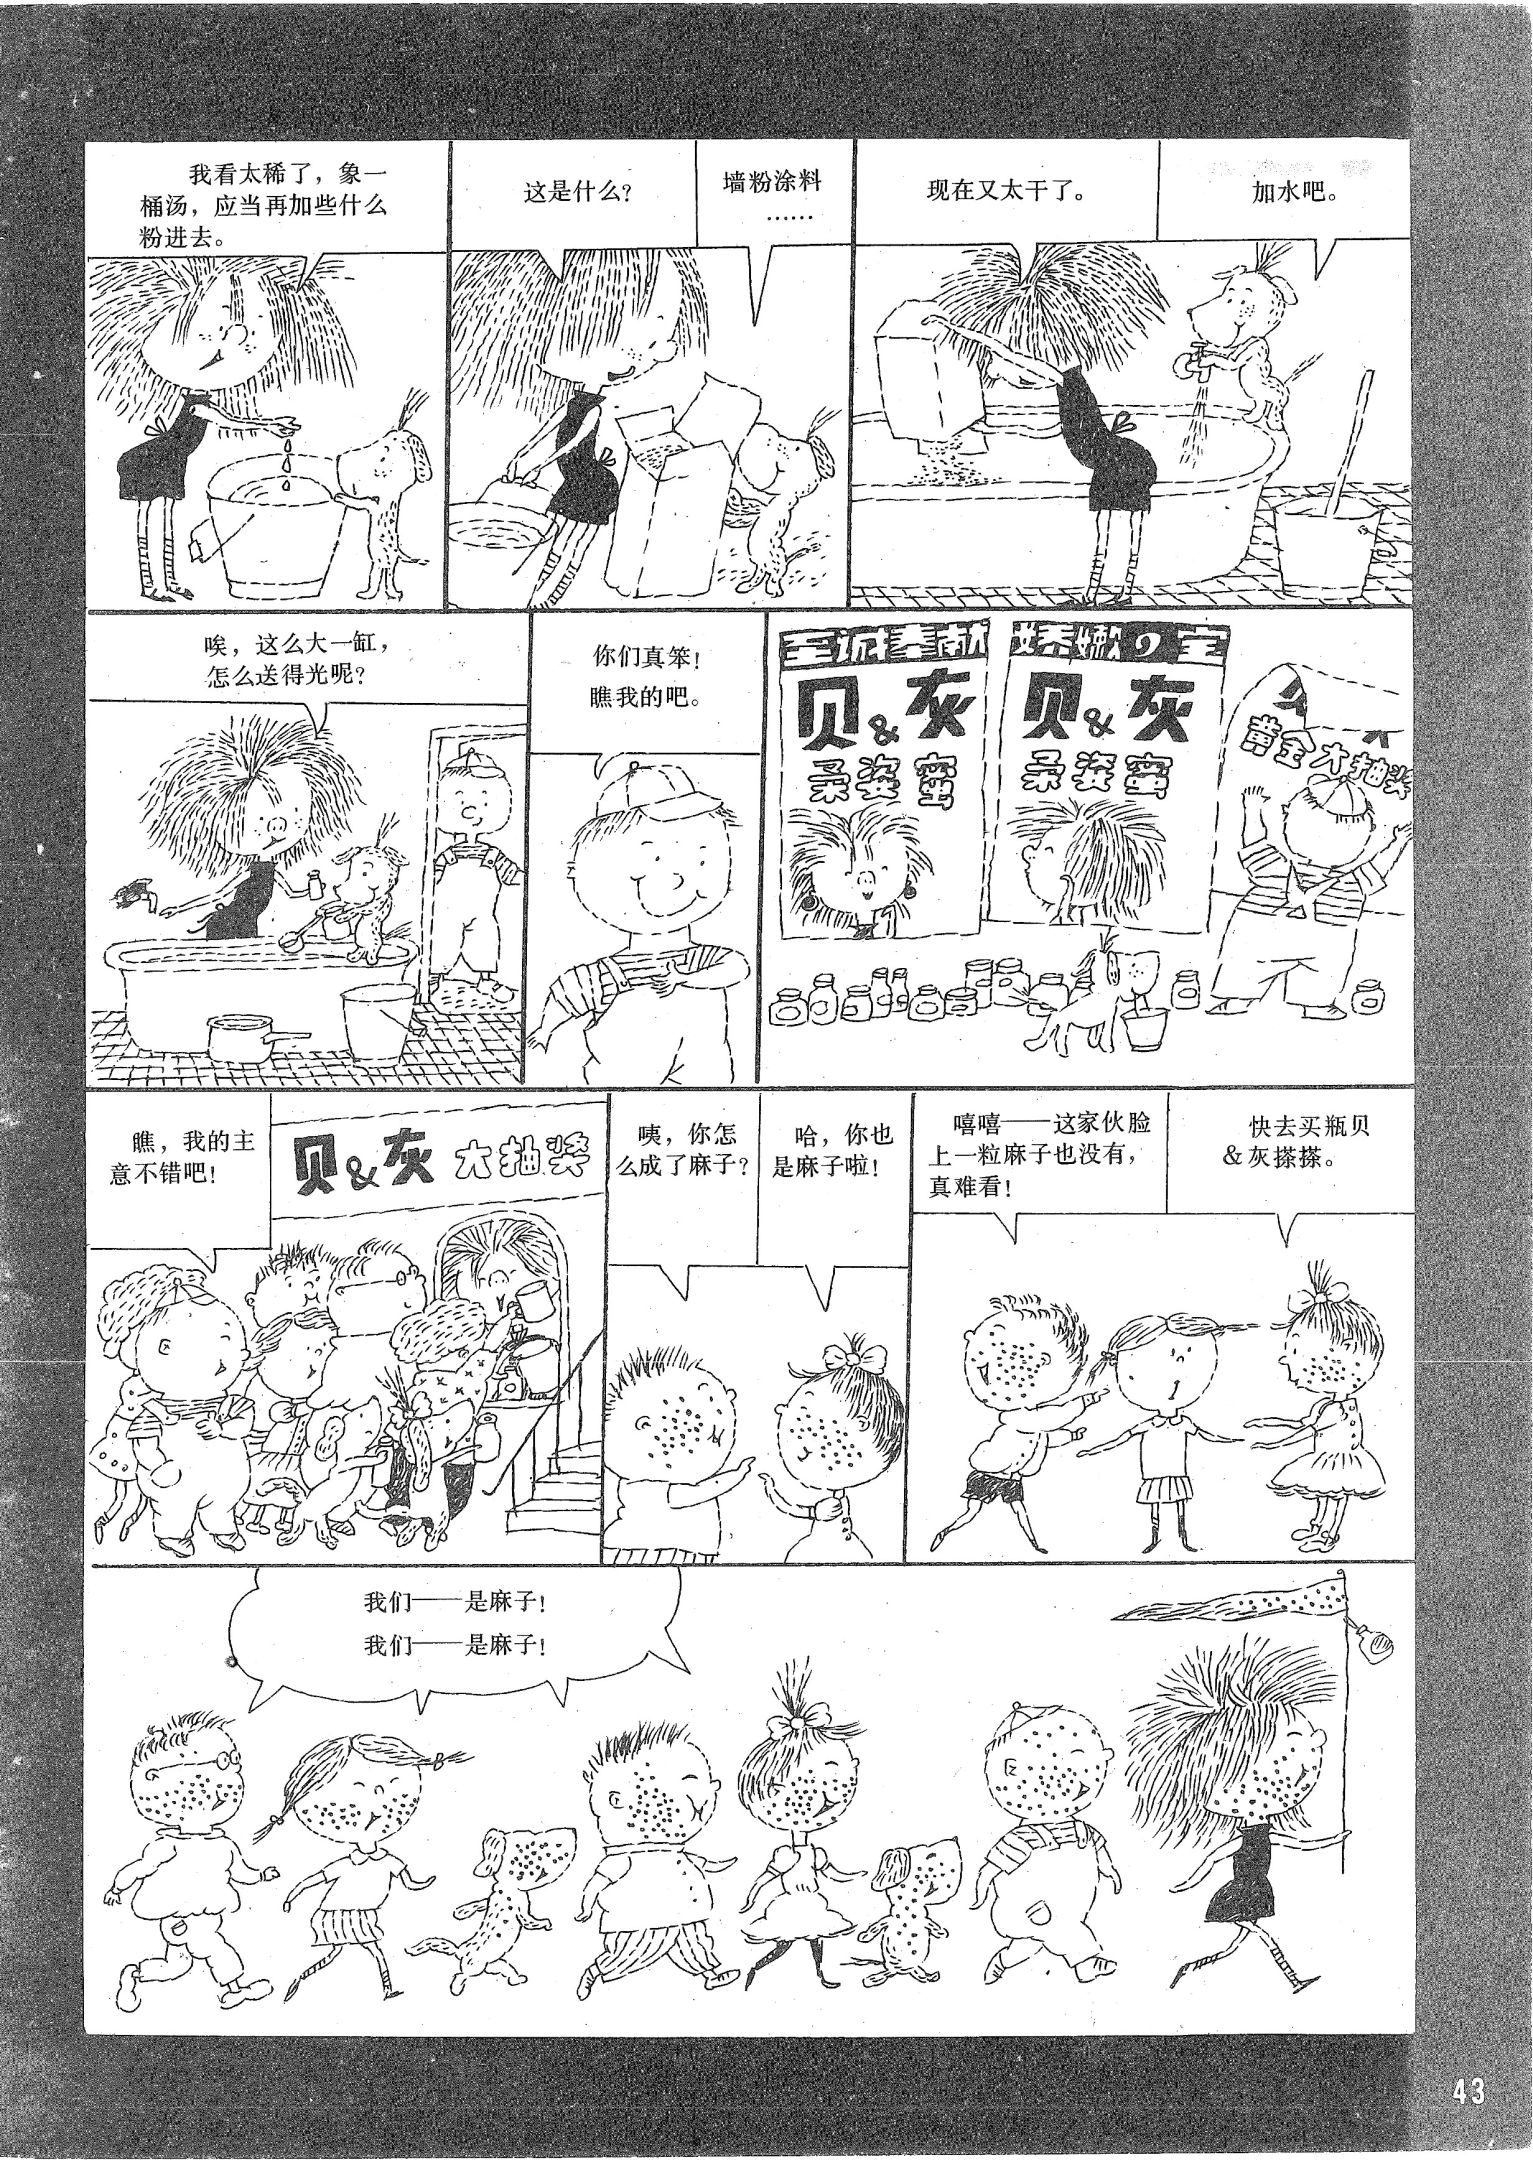 我看太稀了，象一
桶汤，应当再加些什么
粉进去。
这是什么?
墙粉涂料
……
现在又太干了。
加水吧。
唉，这么大一缸，
怎么送得光呢?
你们真笨!
瞧我的吧。
至诚奉献
娇嫩の宝
贝&灰
柔姿蜜
贝&灰
柔姿蜜
黄金大抽奖
瞧，我的主
意不错吧!
贝&灰 大抽奖
咦，你怎
么成了麻子?
哈，你也
是麻子啦!
嘻嘻——这家伙脸
上一粒麻子也没有，
真难看!
快去买瓶贝
&灰搽搽。
我们——是麻子!
我们——是麻子!
43